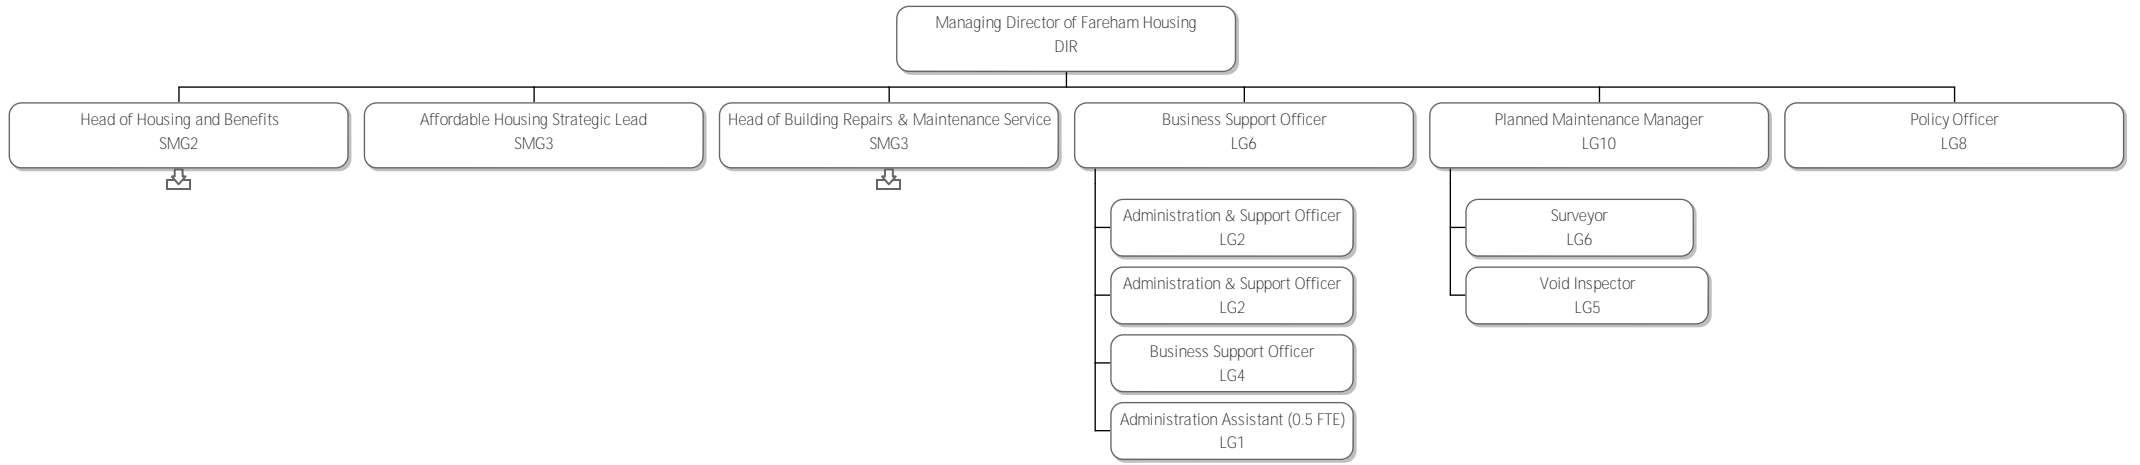 Managing Director of Fareham Housing
DIR
Head of Housing and Benefits
SMG2
Affordable Housing Strategic Lead
SMG3
Head of Building Repairs & Maintenance Service
SMG3
Business Support Officer
LG6
Planned Maintenance Manager
LG10
Policy Officer
LG8
Administration & Support Officer
LG2
Administration & Support Officer
LG2
Business Support Officer
LG4
Administration Assistant (0.5 FTE)
LG1
Surveyor
LG6
Void Inspector
LG5